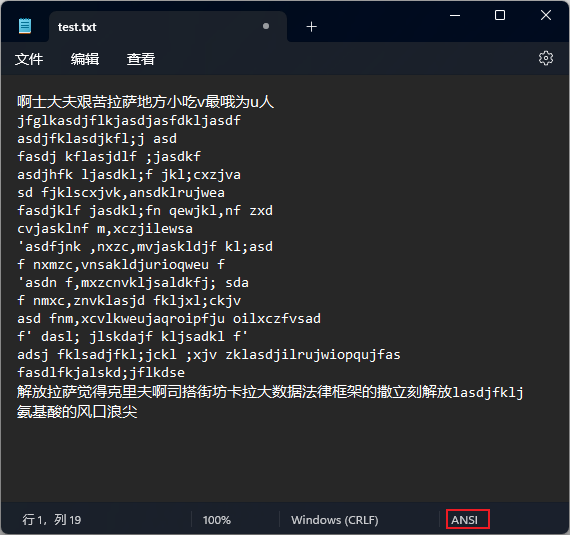 test.txt
文件 编辑 查看
啊士大夫艰苦拉萨地方小吃v最哦为u人
jfglkasdjflkjasdjasfdkljasdf
asdjfklasdjkfl;j asd
fasdj kflasjdlf ;jasdkf
asdjhfk ljasdkl;f jkl;cxzjva
sd fjklscxjvk,ansdklrujwea
fasdjklf jasdkl;fn qewjkl,nf zxd
cvjasklnf m,xczjilewsa
'asdfjnk ,nxzc,mvjaskldjf kl;asd
f nxmzc,vnsakldjurioqweu f
'asdn f,mxzcnvkljsaldkfj; sda
f nmxc,znvklasjd fkljxl;ckjv
asd fnm,xcvlkweujaqroipfju oilxczfvsad
f' dasl; jlskdajf kljsadkl f'
adsj fklsadjfkl;jckl ;xjv zklasdjilrujwiopqujfas
fasdlfkjalskd;jflkdse
解放拉萨觉得克里夫啊司搭街坊卡拉大数据法律框架的撒立刻解放lasdjfklj
氨基酸的风口浪尖
行 1，列 19 100% Windows (CRLF) ANSI